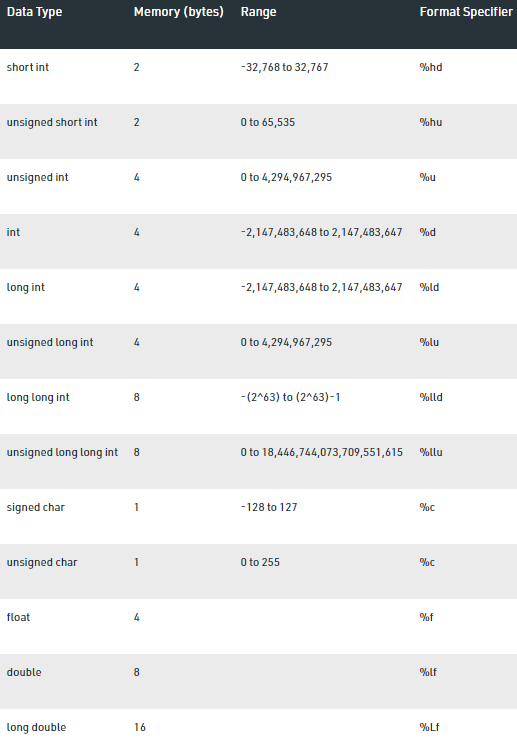 Data Type Memory (bytes) Range Format Specifier
short int 2 -32,768 to 32,767 %hd
unsigned short int 2 0 to 65,535 %hu
unsigned int 4 0 to 4,294,967,295 %u
int 4 -2,147,483,648 to 2,147,483,647 %d
long int 4 -2,147,483,648 to 2,147,483,647 %ld
unsigned long int 4 0 to 4,294,967,295 %lu
long long int 8 -(2^63) to (2^63)-1 %lld
unsigned long long int 8 0 to 18,446,744,073,709,551,615 %llu
signed char 1 -128 to 127 %c
unsigned char 1 0 to 255 %c
float 4 %f
double 8 %lf
long double 16 %Lf